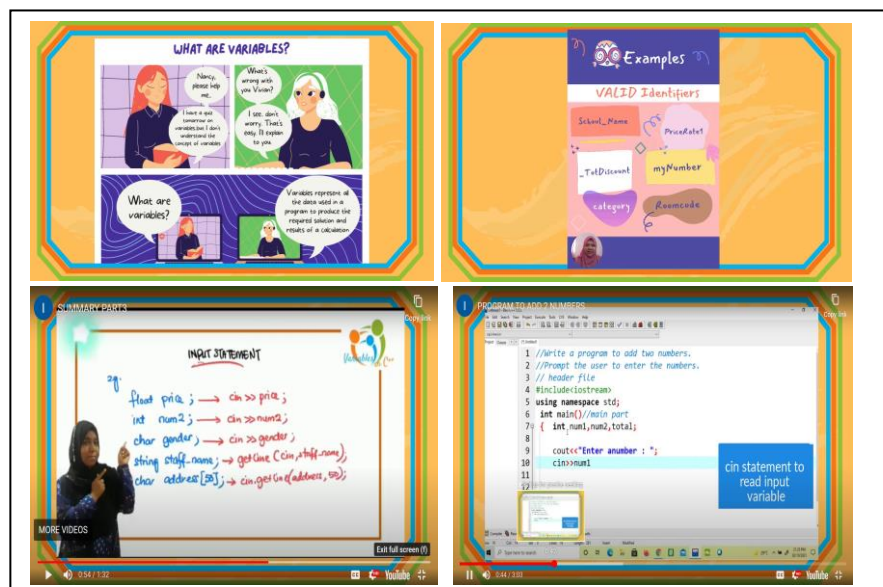 WHAT ARE VARIABLES?
Nancy,
please help
me.
I have a quiz
tomorrow on
variables,but I don't
understand the
concept of variables
What's
wrong with
you Vivian?
I see, don't
worry. That's
easy. I'll explain
to you
What are
variables?
Variables represent all
the data used in a
program to produce the
required solution and
results of a calculation
Examples
VALID Identifiers
School_Name
PriceRate1
_TotDiscount
myNumber
category
Roomcode
I
SUMMARY PART3
Copy link
INPUT STATEMENT
Variables
C++
eg.
float price ; → cin >> price ;
int num2 ; → cin >> num2 ;
char gender ; → cin >> gender ;
string staff_name; → getline (cin, staff_name);
char address[50] ; → cin.getline(address, 50);
MORE VIDEOS
Exit full screen (f)
0:54 / 1:32
CC
YouTube
I
PROGRAM TO ADD 2 NUMBERS
Copy link
1 //Write a program to add two numbers.
2 //Prompt the user to enter the numbers.
3 // header file
4 #include<iostream>
5 using namespace std;
6 int main()//main part
7 { int num1,num2,total;
8
9 cout<<"Enter anumber : ";
10 cin>>num1
11
12
cin statement to
read input
variable
0:44 / 3:03
CC
YouTube